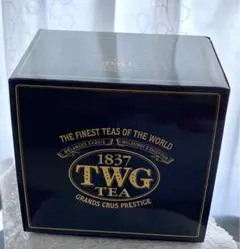 THE FINEST TEAS OF THE WORLD
1837
TWG
TEA
GRANDS CRUS PRESTIGE